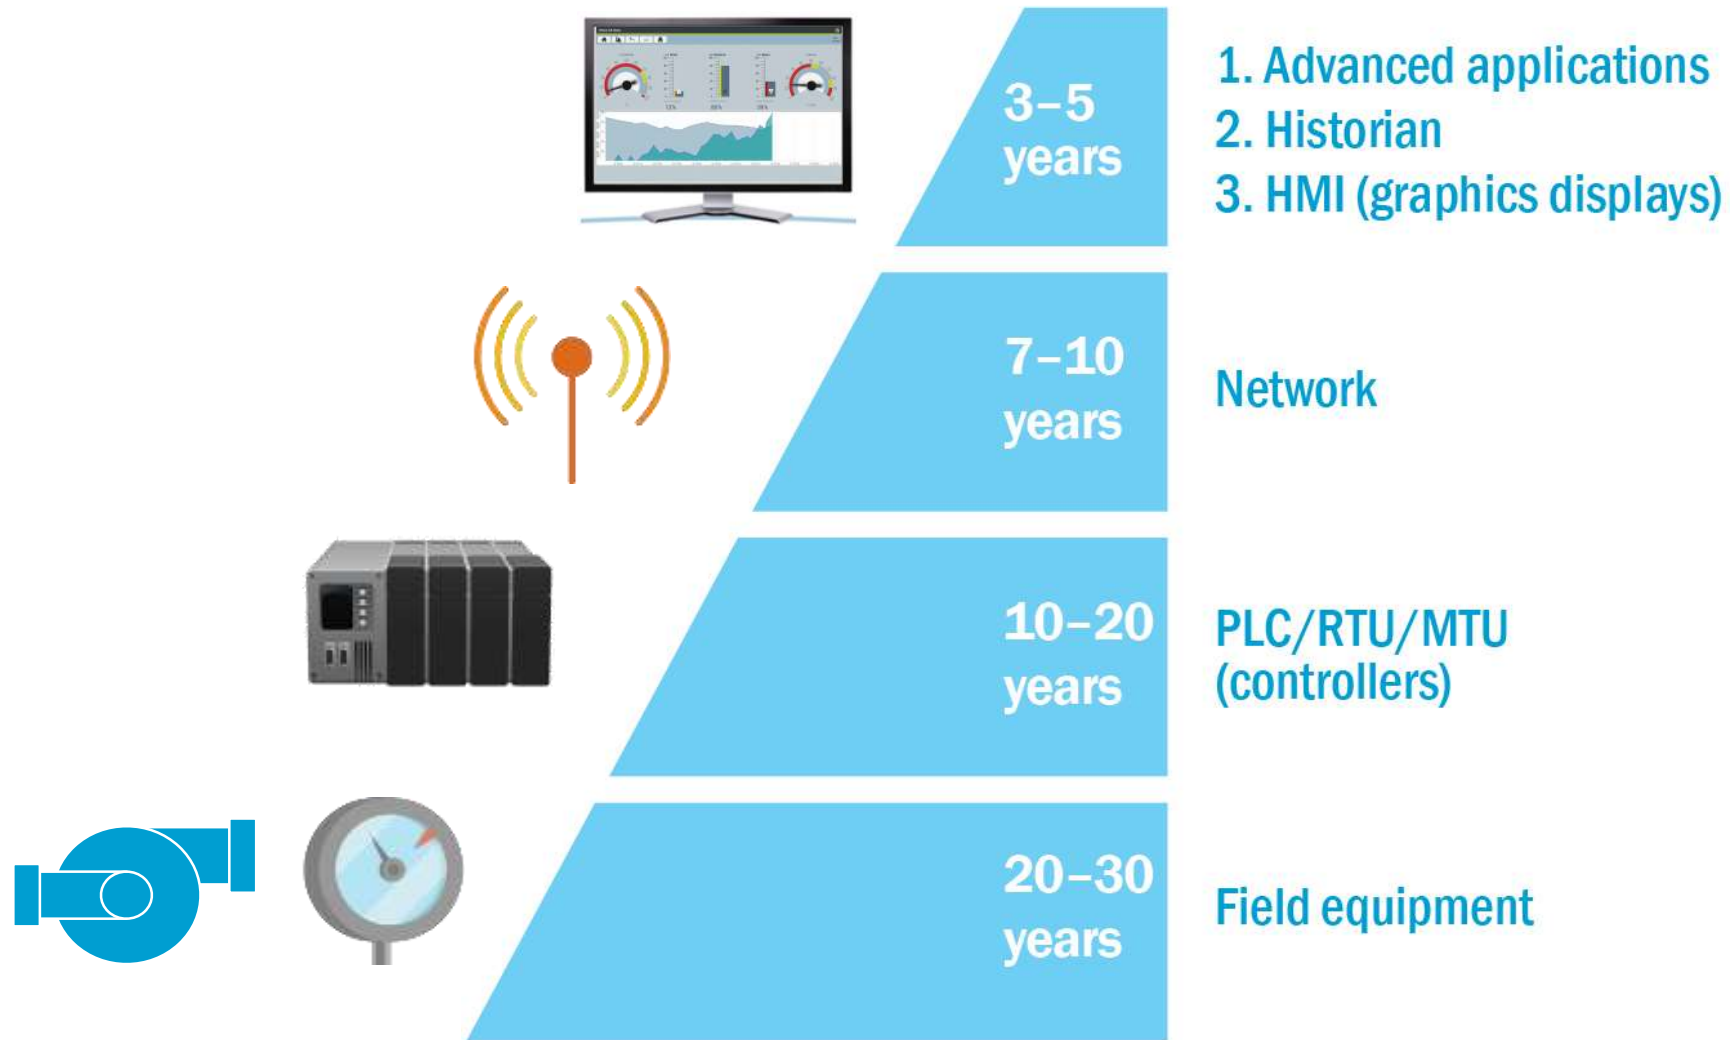 3–5
years
1. Advanced applications
2. Historian
3. HMI (graphics displays)
7–10
years
Network
10–20
years
PLC/RTU/MTU
(controllers)
20–30
years
Field equipment